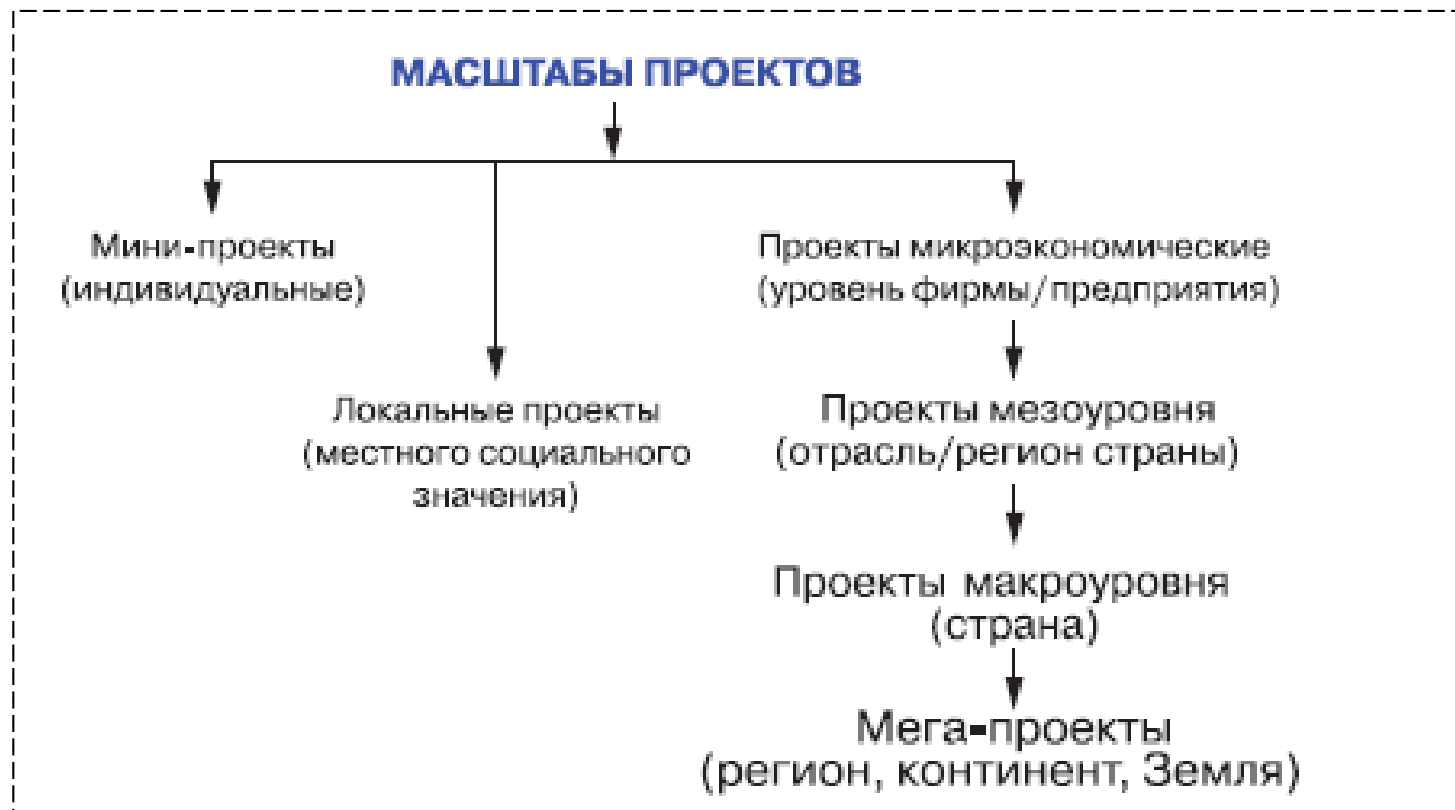 МАСШТАБЫ ПРОЕКТОВ
Мини-проекты
(индивидуальные)
Проекты микроэкономические
(уровень фирмы/предприятия)
Локальные проекты
(местного социального
значения)
Проекты мезоуровня
(отрасль/регион страны)
Проекты макроуровня
(страна)
Мега-проекты
(регион, континент, Земля)